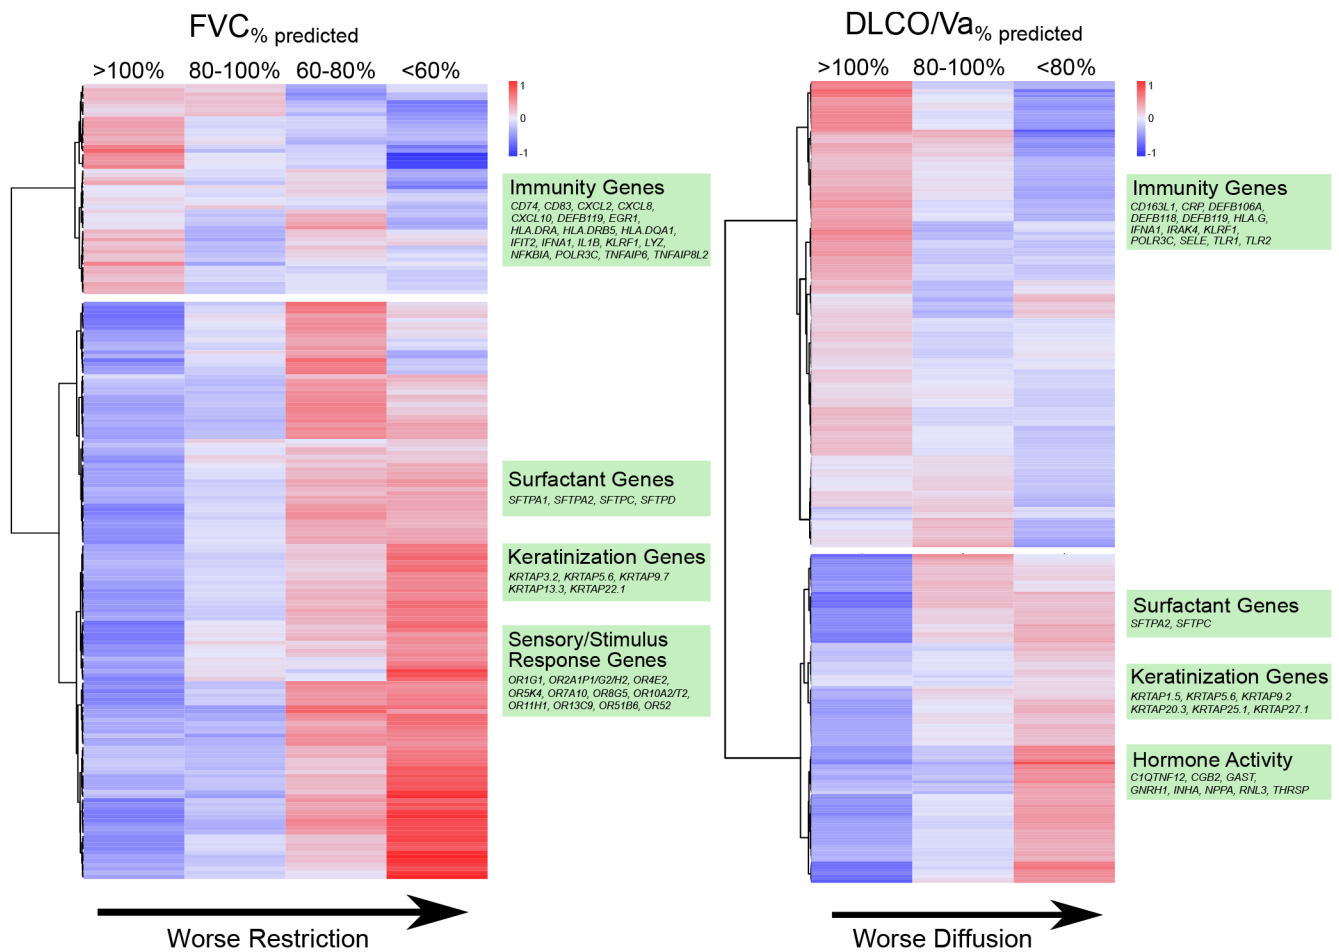 FVC% predicted
>100% 80-100% 60-80% <60%
1
0
-1
Immunity Genes
CD74, CD83, CXCL2, CXCL8,
CXCL10, DEFB119, EGR1,
HLA.DRA, HLA.DRB5, HLA.DQA1,
IFIT2, IFNA1, IL1B, KLRF1, LYZ,
NFKBIA, POLR3C, TNFAIP6, TNFAIP8L2
Surfactant Genes
SFTPA1, SFTPA2, SFTPC, SFTPD
Keratinization Genes
KRTAP3.2, KRTAP5.6, KRTAP9.7
KRTAP13.3, KRTAP22.1
Sensory/Stimulus
Response Genes
OR1G1, OR2A1P1/G2/H2, OR4E2,
OR5K4, OR7A10, OR8G5, OR10A2/T2,
OR11H1, OR13C9, OR51B6, OR52
Worse Restriction
DLCO/Va% predicted
>100% 80-100% <80%
1
0
-1
Immunity Genes
CD163L1, CRP, DEFB106A,
DEFB118, DEFB119, HLA.G,
IFNA1, IRAK4, KLRF1,
POLR3C, SELE, TLR1, TLR2
Surfactant Genes
SFTPA2, SFTPC
Keratinization Genes
KRTAP1.5, KRTAP5.6, KRTAP9.2
KRTAP20.3, KRTAP25.1, KRTAP27.1
Hormone Activity
C1QTNF12, CGB2, GAST,
GNRH1, INHA, NPPA, RNL3, THRSP
Worse Diffusion